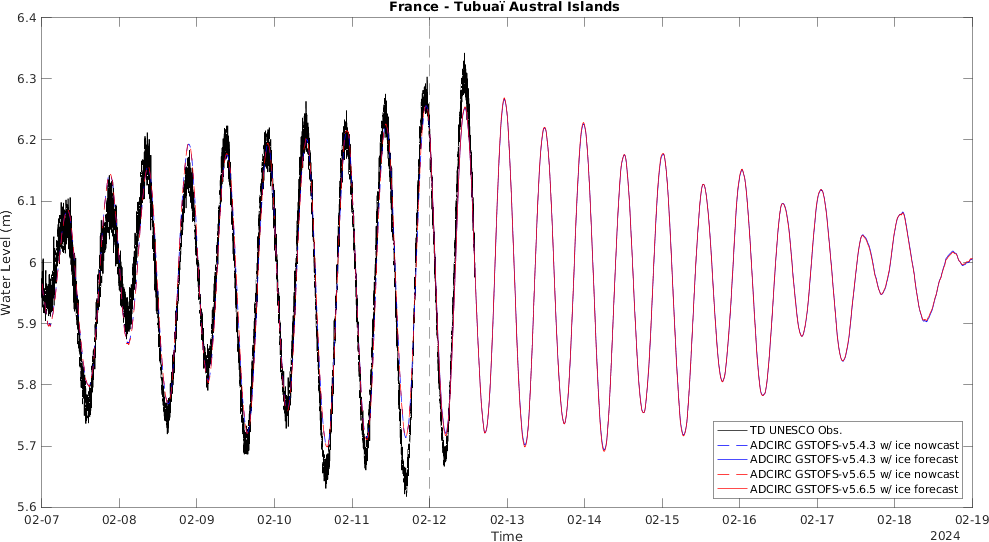 France - Tubuaï Austral Islands
6.4
6.3
6.2
6.1
6
5.9
5.8
5.7
5.6
Water Level (m)
TD UNESCO Obs.
ADCIRC GSTOFS-v5.4.3 w/ ice nowcast
ADCIRC GSTOFS-v5.4.3 w/ ice forecast
ADCIRC GSTOFS-v5.6.5 w/ ice nowcast
ADCIRC GSTOFS-v5.6.5 w/ ice forecast
02-07 02-08 02-09 02-10 02-11 02-12 02-13 02-14 02-15 02-16 02-17 02-18 02-19
Time
2024